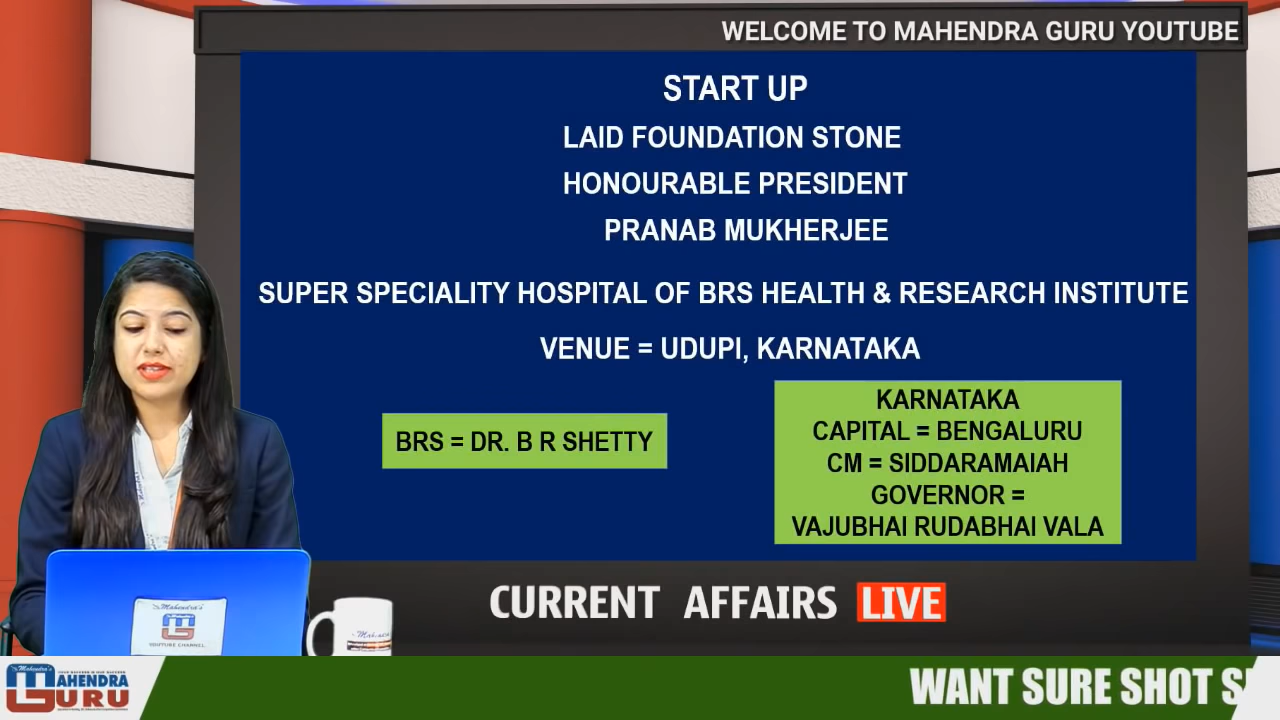 WELCOME TO MAHENDRA GURU YOUTUBE
START UP
LAID FOUNDATION STONE
HONOURABLE PRESIDENT
PRANAB MUKHERJEE
SUPER SPECIALITY HOSPITAL OF BRS HEALTH & RESEARCH INSTITUTE
VENUE = UDUPI, KARNATAKA
BRS = DR. B R SHETTY
KARNATAKA
CAPITAL = BENGALURU
CM = SIDDARAMAIAH
GOVERNOR =
VAJUBHAI RUDABHAI VALA
CURRENT AFFAIRS LIVE
Mahendra's
Mahendra's
MAHENDRA
GURU
WANT SURE SHOT